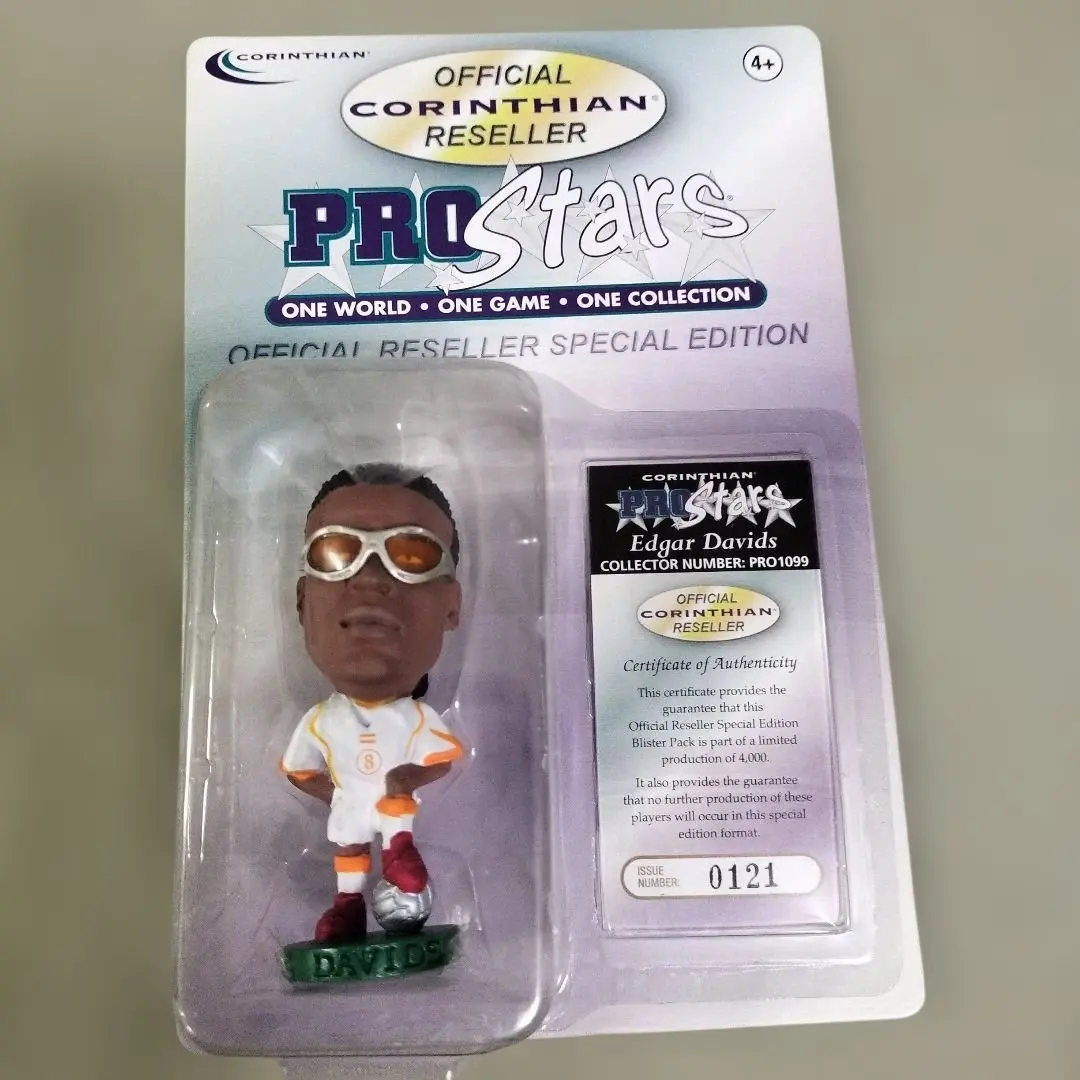 CORINTHIAN
4+
OFFICIAL
CORINTHIAN®
RESELLER
PROStars®
ONE WORLD • ONE GAME • ONE COLLECTION
OFFICIAL RESELLER SPECIAL EDITION
CORINTHIAN
PROStars
Edgar Davids
COLLECTOR NUMBER: PRO1099
OFFICIAL
CORINTHIAN
RESELLER
Certificate of Authenticity
This certificate provides the
guarantee that this
Official Reseller Special Edition
Blister Pack is part of a limited
production of 4,000.
It also provides the guarantee
that no further production of these
players will occur in this special
edition format.
ISSUE
NUMBER: 0121
8
DAVIDS